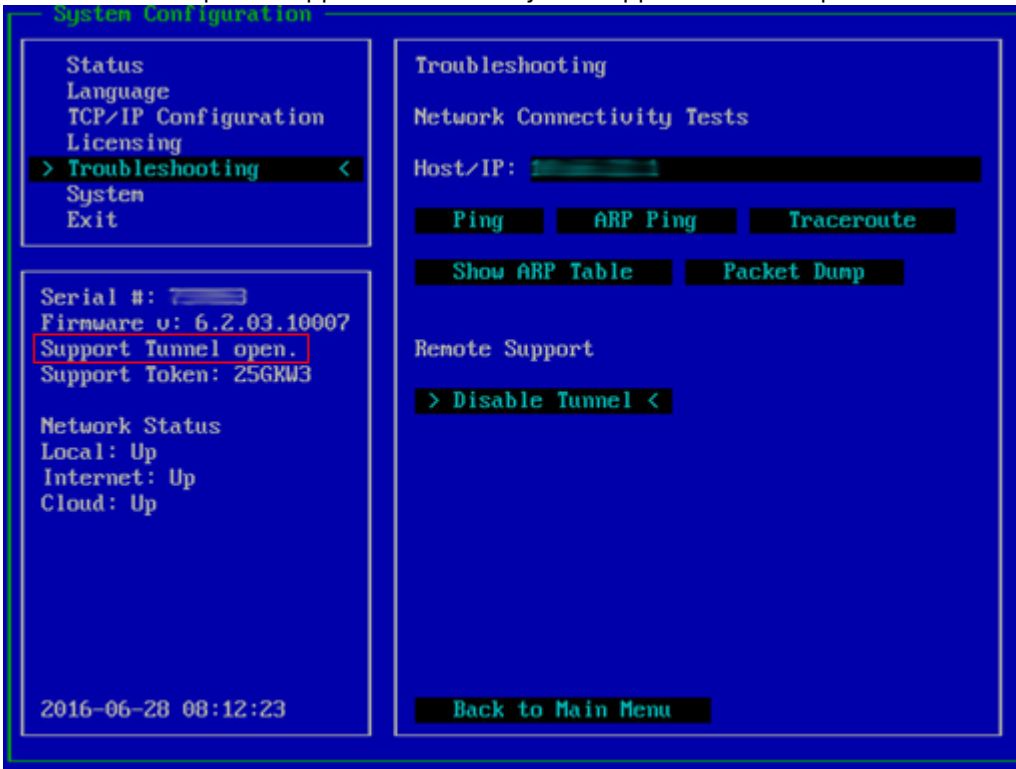 System Configuration
Status
Language
TCP/IP Configuration
Licensing
> Troubleshooting <
System
Exit
Serial #:
Firmware v: 6.2.03.10007
Support Tunnel open.
Support Token: 25GKW3
Network Status
Local: Up
Internet: Up
Cloud: Up
2016-06-28 08:12:23
Troubleshooting
Network Connectivity Tests
Host/IP:
Ping ARP Ping Traceroute
Show ARP Table Packet Dump
Remote Support
> Disable Tunnel <
Back to Main Menu